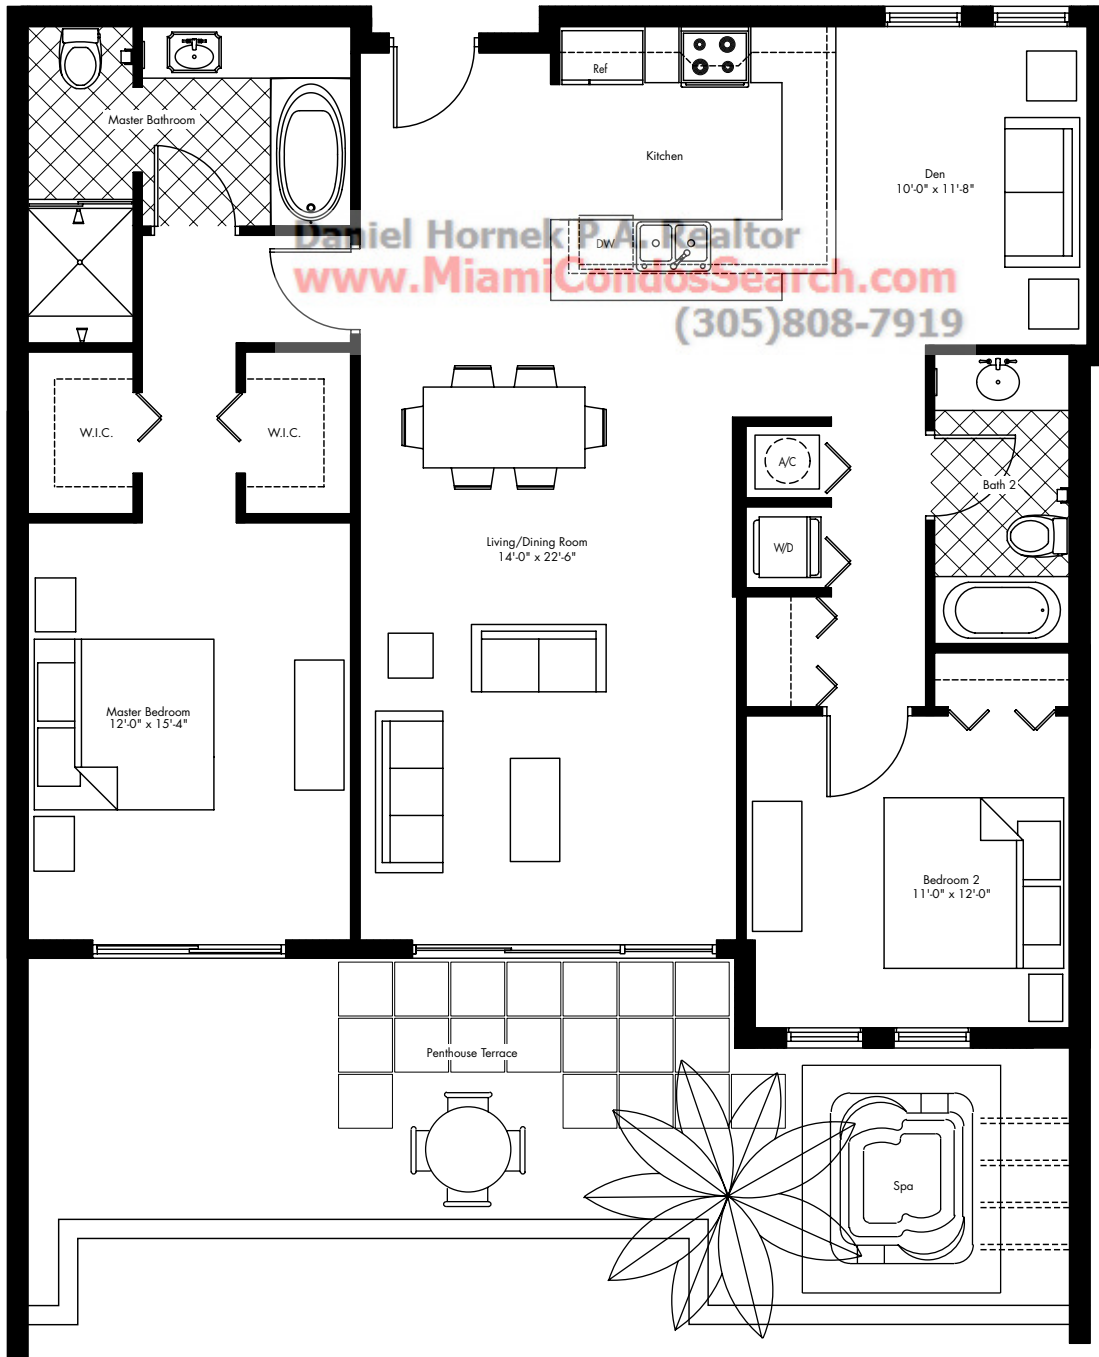 Ref
Master Bathroom
Kitchen
Den
10'-0" x 11'-8"
DW
Daniel Hornek P.A. Realtor
www.MiamiCondosSearch.com
(305)808-7919
W.I.C.
W.I.C.
A/C
Bath 2
Living/Dining Room
14'-0" x 22'-6"
W/D
Master Bedroom
12'-0" x 15'-4"
Bedroom 2
11'-0" x 12'-0"
Penthouse Terrace
Spa